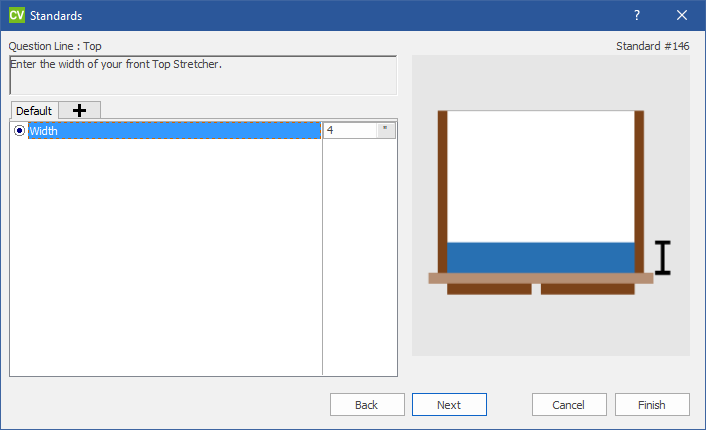 CV Standards ?
Question Line : Top
Standard #146
Enter the width of your front Top Stretcher.
Default
Width 4 "
Back Next Cancel Finish